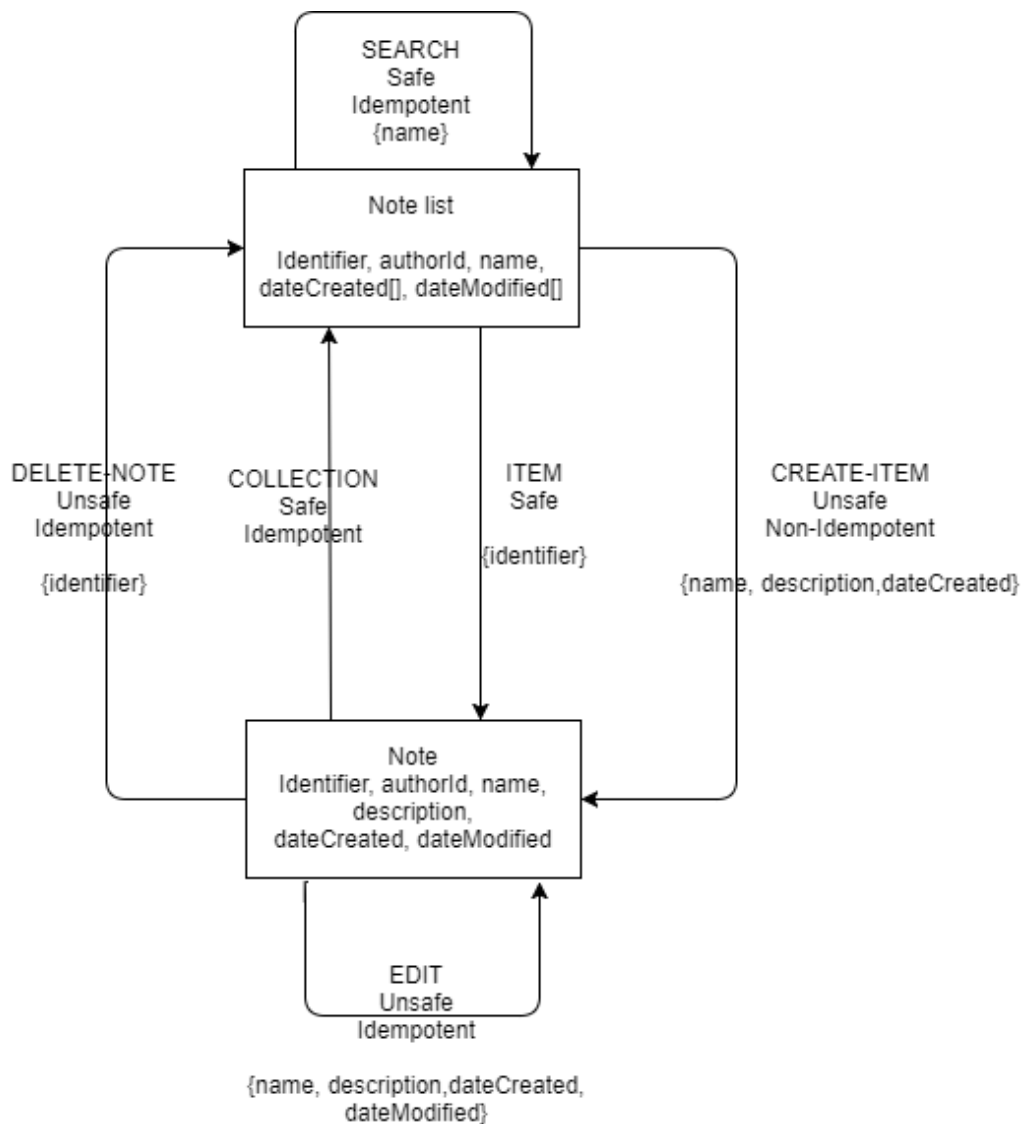 SEARCH
Safe
Idempotent
{name}
Note list
Identifier, authorId, name,
dateCreated[], dateModified[]
DELETE-NOTE
Unsafe
Idempotent
{identifier}
COLLECTION
Safe
Idempotent
ITEM
Safe
{identifier}
CREATE-ITEM
Unsafe
Non-Idempotent
{name, description,dateCreated}
Note
Identifier, authorId, name,
description,
dateCreated, dateModified
[
EDIT
Unsafe
Idempotent
{name, description,dateCreated,
dateModified}